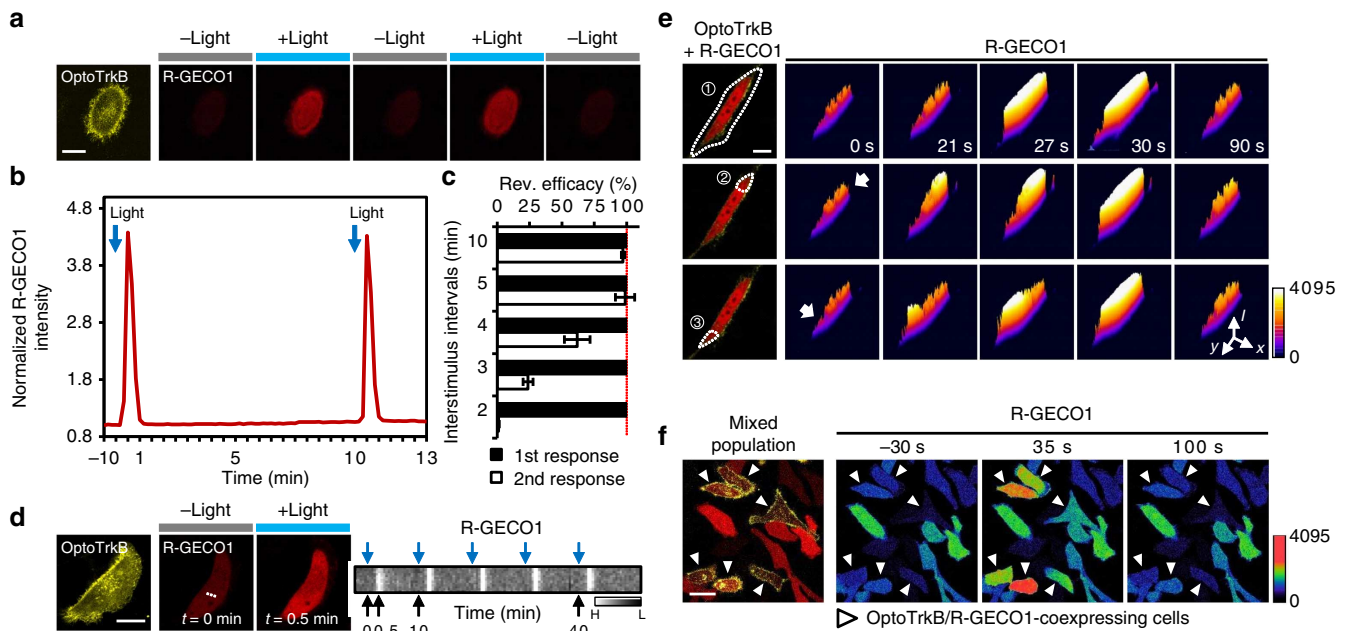 a
–Light +Light –Light +Light –Light
OptoTrkB R-GECO1
b
Normalized R-GECO1
intensity
4.8
3.8
2.8
1.8
0.8
Light Light
–10 1 5 10 13
Time (min)
c
Rev. efficacy (%)
0 25 50 75 100
Interstimulus intervals (min)
10
5
4
3
2
1st response
2nd response
d
–Light +Light
OptoTrkB R-GECO1
t = 0 min t = 0.5 min
R-GECO1
Time (min)
H L
e
OptoTrkB
+ R-GECO1
R-GECO1
①
0 s 21 s 27 s 30 s 90 s
②
③
I
y x
4095
0
f
Mixed
population
R-GECO1
–30 s 35 s 100 s
4095
0
OptoTrkB/R-GECO1-coexpressing cells